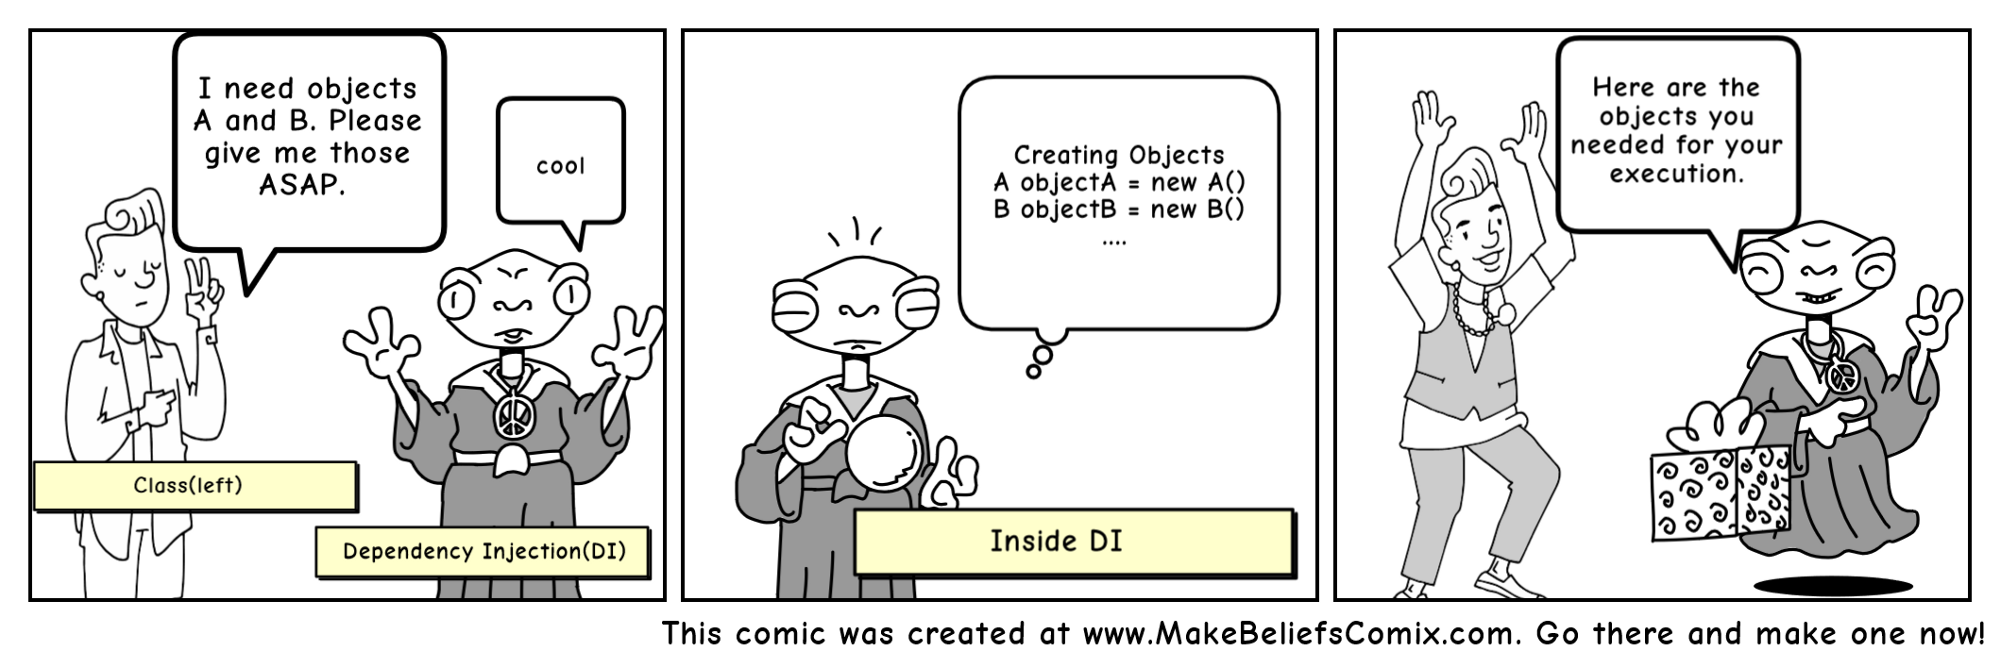 I need objects
A and B. Please
give me those
ASAP.
cool
Class(left)
Dependency Injection(DI)
Creating Objects
A objectA = new A()
B objectB = new B()
....
Inside DI
Here are the
objects you
needed for your
execution.
This comic was created at www.MakeBeliefsComix.com. Go there and make one now!